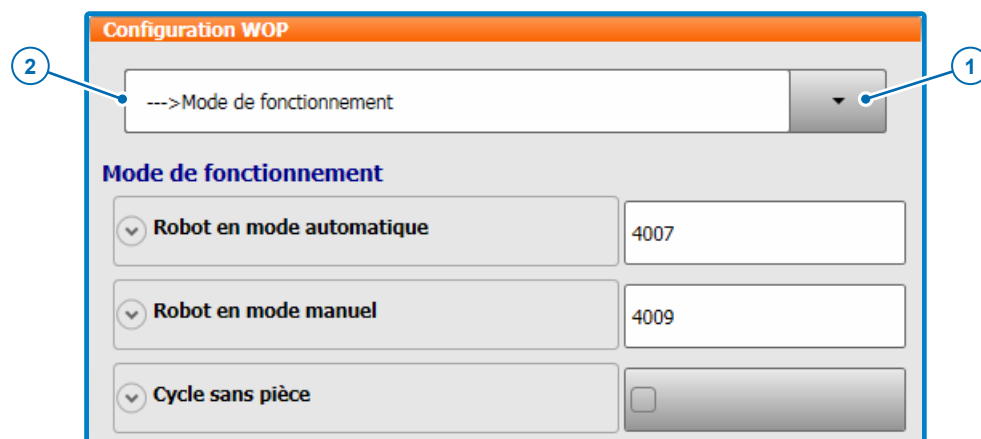 Configuration WOP
2
--->Mode de fonctionnement
1
Mode de fonctionnement
Robot en mode automatique
4007
Robot en mode manuel
4009
Cycle sans pièce